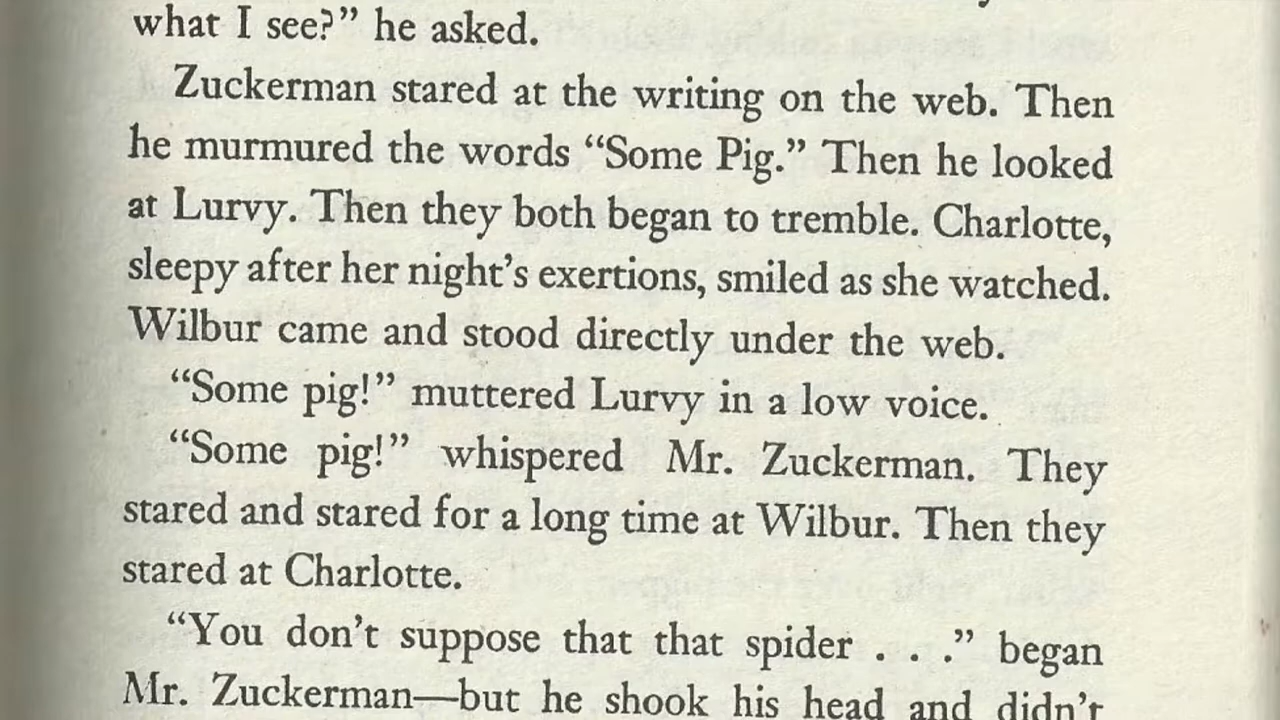 what I see?” he asked.
Zuckerman stared at the writing on the web. Then
he murmured the words “Some Pig.” Then he looked
at Lurvy. Then they both began to tremble. Charlotte,
sleepy after her night’s exertions, smiled as she watched.
Wilbur came and stood directly under the web.
“Some pig!” muttered Lurvy in a low voice.
“Some pig!” whispered Mr. Zuckerman. They
stared and stared for a long time at Wilbur. Then they
stared at Charlotte.
“You don’t suppose that that spider . . .” began
Mr. Zuckerman—but he shook his head and didn’t